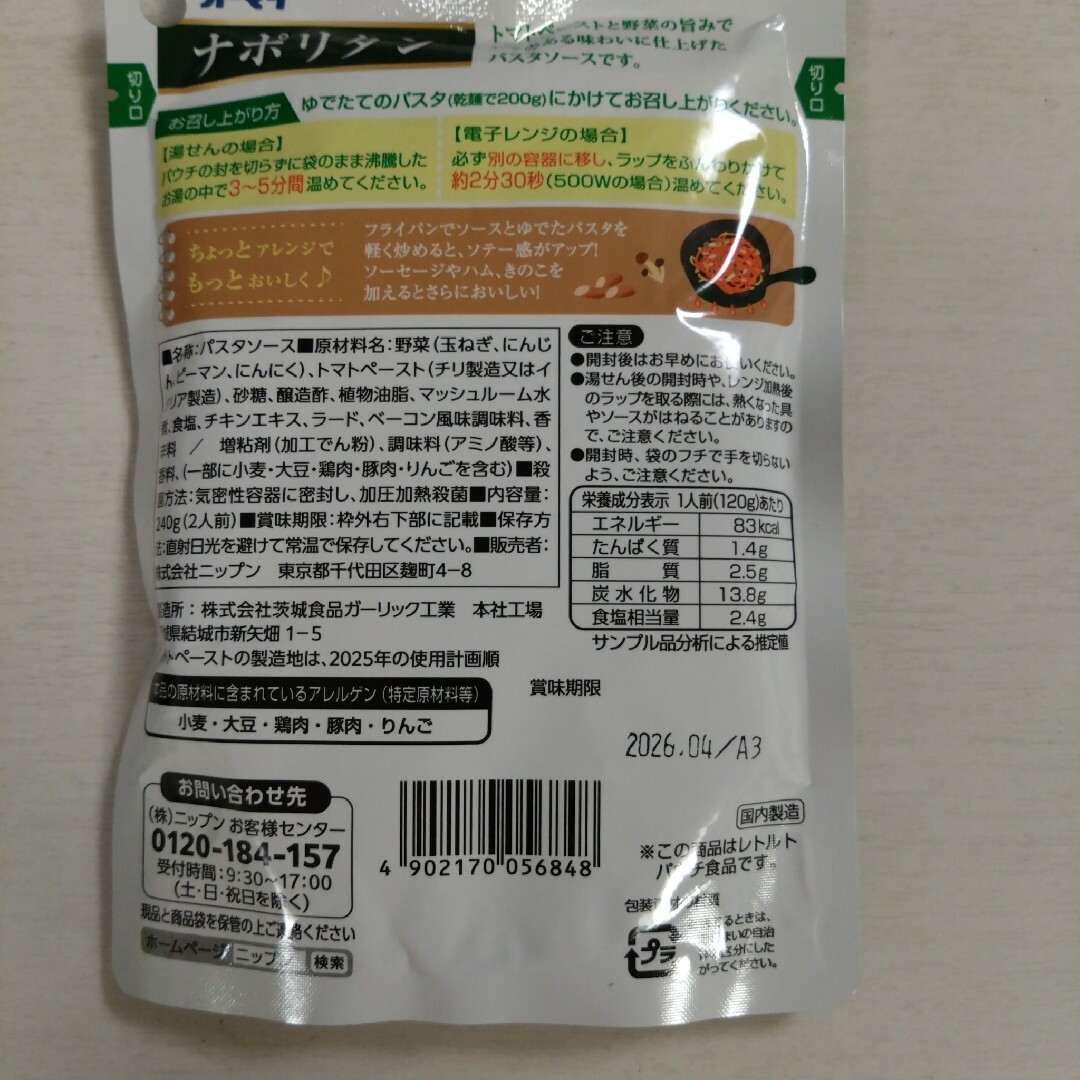 オーマイ
ナポリタン
トマトペーストと野菜の旨みで
ある味わいに仕上げた
パスタソースです。
切り口
切り口
お召し上がり方
ゆでたてのパスタ(乾麺で200g)にかけてお召し上がりください。
【湯せんの場合】
パウチの封を切らずに袋のまま沸騰した
お湯の中で3〜5分間温めてください。
【電子レンジの場合】
必ず別の容器に移し、ラップをふんわりかけて
約2分30秒(500Wの場合)温めてください。
ちょっとアレンジで
もっとおいしく♪
フライパンでソースとゆでたパスタを
軽く炒めると、ソテー感がアップ!
ソーセージやハム、きのこを
加えるとさらにおいしい!
■名称:パスタソース■原材料名:野菜(玉ねぎ、にんじ
ん、ピーマン、にんにく)、トマトペースト(チリ製造又はイ
リア製造)、砂糖、醸造酢、植物油脂、マッシュルーム水
煮、食塩、チキンエキス、ラード、ベーコン風味調味料、香
辛料 / 増粘剤(加工でん粉)、調味料(アミノ酸等)、
香料、(一部に小麦・大豆・鶏肉・豚肉・りんごを含む)■殺
菌方法:気密性容器に密封し、加圧加熱殺菌■内容量:
240g(2人前)■賞味期限:枠外右下部に記載■保存方
法:直射日光を避けて常温で保存してください。■販売者:
株式会社ニップン 東京都千代田区麹町4−8
製造所:株式会社茨城食品ガーリック工業 本社工場
城県結城市新矢畑1−5
トペーストの製造地は、2025年の使用計画順
ご注意
●開封後はお早めにお使いください。
●湯せん後の開封時や、レンジ加熱後
のラップを取る際には、熱くなった具
やソースがはねることがありますの
で、ご注意ください。
●開封時、袋のフチで手を切らない
よう、ご注意ください。
栄養成分表示 1人前(120g)あたり
エネルギー 83kcal
たんぱく質 1.4g
脂質 2.5g
炭水化物 13.8g
食塩相当量 2.4g
サンプル品分析による推定値
本品の原材料に含まれているアレルゲン(特定原材料等)
小麦・大豆・鶏肉・豚肉・りんご
賞味期限
2026.04/A3
お問い合わせ先
(株)ニップン お客様センター
0120-184-157
受付時間:9:30〜17:00
(土・日・祝日を除く)
現品と商品袋を保管の上ご連絡ください
ホームページ ニップン 検索
4 902170 056848
国内製造
※この商品はレトルト
パウチ食品です。
包装
プラ
るときは、
まいの自治
区分にした
がってください。